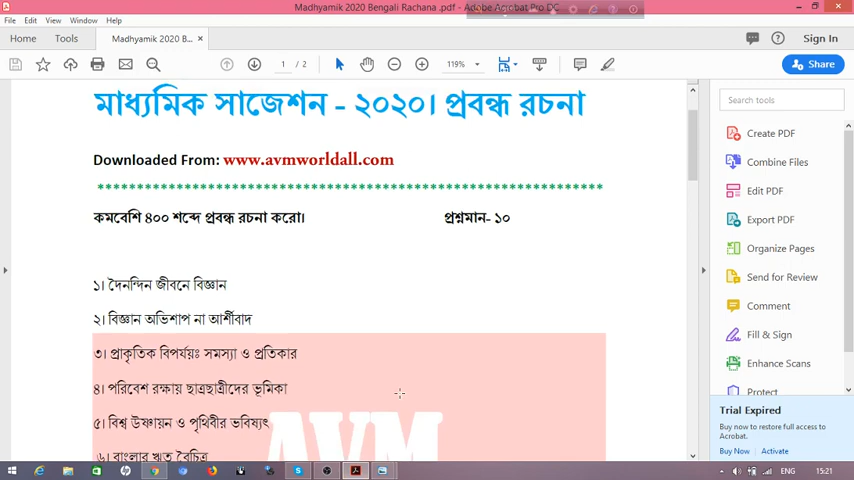 Madhyamik 2020 Bengali Rachana .pdf - Adobe Acrobat Pro DC
File Edit View Window Help
Home Tools Madhyamik 2020 B... × Sign In
1 / 2 119% Share
মাধ্যমিক সাজেশন - ২০২০। প্রবন্ধ রচনা
Downloaded From: www.avmworldall.com
******************************************************************
কমবেশি ৪০০ শব্দে প্রবন্ধ রচনা করো। প্রশ্নমান- ১০
১। দৈনন্দিন জীবনে বিজ্ঞান
২। বিজ্ঞান অভিশাপ না আর্শীবাদ
৩। প্রাকৃতিক বিপর্যয়ঃ সমস্যা ও প্রতিকার
৪। পরিবেশ রক্ষায় ছাত্রছাত্রীদের ভূমিকা
৫। বিশ্ব উষ্ণায়ন ও পৃথিবীর ভবিষ্যৎ
৬। বাংলার ঋতু বৈচিত্র
AVM
Search tools
Create PDF
Combine Files
Edit PDF
Export PDF
Organize Pages
Send for Review
Comment
Fill & Sign
Enhance Scans
Protect
Trial Expired
Buy now to restore full access to
Acrobat.
Buy Now Activate
ENG 15:21